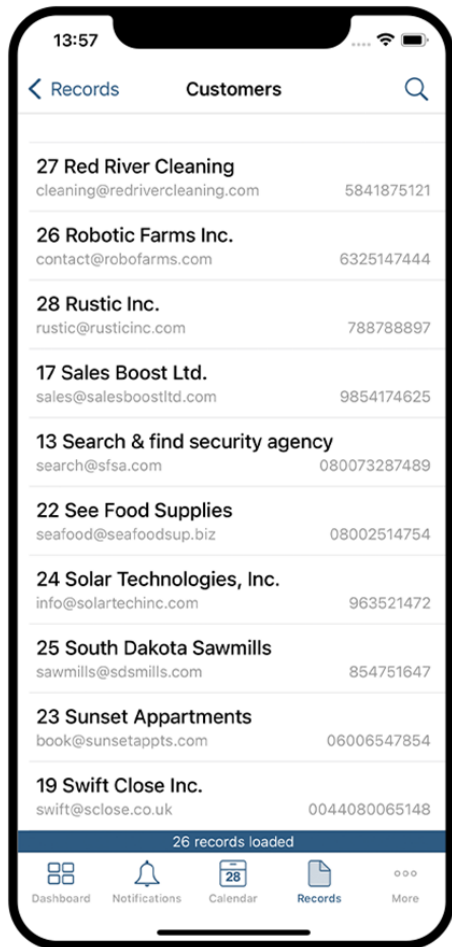 13:57
Records
Customers
27 Red River Cleaning
cleaning@redrivercleaning.com 5841875121
26 Robotic Farms Inc.
contact@robofarms.com 6325147444
28 Rustic Inc.
rustic@rusticinc.com 788788897
17 Sales Boost Ltd.
sales@salesboostltd.com 9854174625
13 Search & find security agency
search@sfsa.com 080073287489
22 See Food Supplies
seafood@seafoodsup.biz 08002514754
24 Solar Technologies, Inc.
info@solartechinc.com 963521472
25 South Dakota Sawmills
sawmills@sdsmills.com 854751647
23 Sunset Appartments
book@sunsetappts.com 06006547854
19 Swift Close Inc.
swift@sclose.co.uk 0044080065148
26 records loaded
28
Dashboard Notifications Calendar Records More